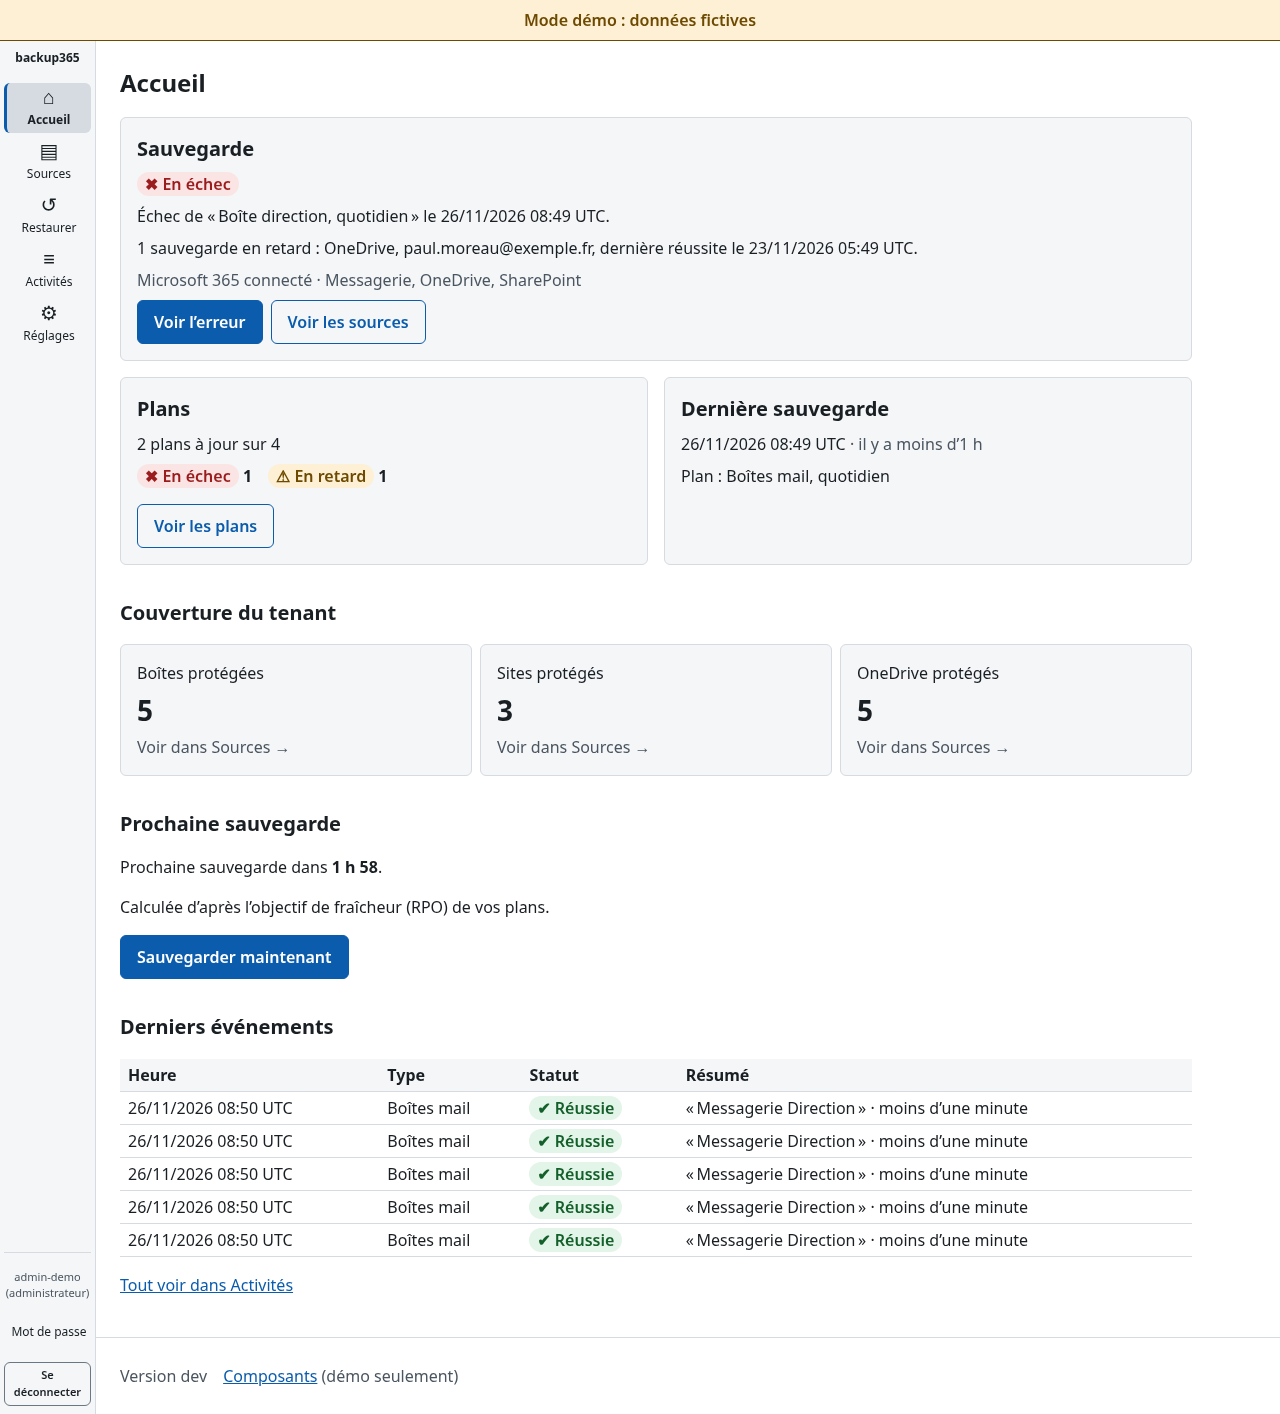 Mode démo : données fictives
backup365
Accueil
Sources
Restaurer
Activités
Réglages
admin-demo
(administrateur)
Mot de passe
Se
déconnecter
Accueil
Sauvegarde
✖ En échec
Échec de « Boîte direction, quotidien » le 26/11/2026 08:49 UTC.
1 sauvegarde en retard : OneDrive, paul.moreau@exemple.fr, dernière réussite le 23/11/2026 05:49 UTC.
Microsoft 365 connecté · Messagerie, OneDrive, SharePoint
Voir l’erreur Voir les sources
Plans
2 plans à jour sur 4
✖ En échec 1 ⚠ En retard 1
Voir les plans
Dernière sauvegarde
26/11/2026 08:49 UTC · il y a moins d’1 h
Plan : Boîtes mail, quotidien
Couverture du tenant
Boîtes protégées
5
Voir dans Sources →
Sites protégés
3
Voir dans Sources →
OneDrive protégés
5
Voir dans Sources →
Prochaine sauvegarde
Prochaine sauvegarde dans 1 h 58.
Calculée d’après l’objectif de fraîcheur (RPO) de vos plans.
Sauvegarder maintenant
Derniers événements
Heure Type Statut Résumé
26/11/2026 08:50 UTC Boîtes mail ✔ Réussie « Messagerie Direction » · moins d’une minute
26/11/2026 08:50 UTC Boîtes mail ✔ Réussie « Messagerie Direction » · moins d’une minute
26/11/2026 08:50 UTC Boîtes mail ✔ Réussie « Messagerie Direction » · moins d’une minute
26/11/2026 08:50 UTC Boîtes mail ✔ Réussie « Messagerie Direction » · moins d’une minute
26/11/2026 08:50 UTC Boîtes mail ✔ Réussie « Messagerie Direction » · moins d’une minute
Tout voir dans Activités
Version dev Composants (démo seulement)